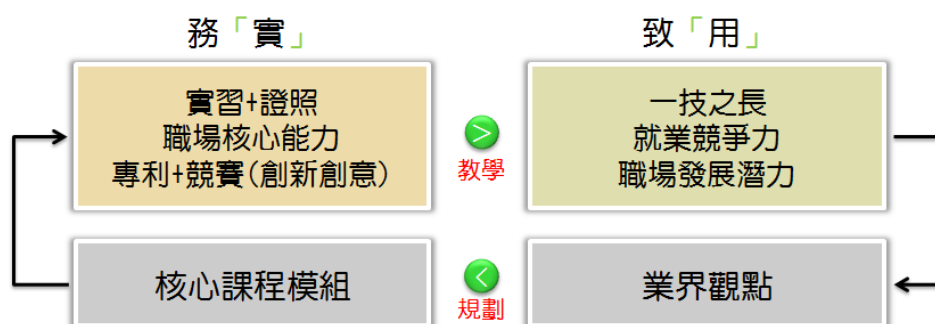 務「實」
致「用」
實習+證照
職場核心能力
專利+競賽(創新創意)
教學
一技之長
就業競爭力
職場發展潛力
核心課程模組
規劃
業界觀點